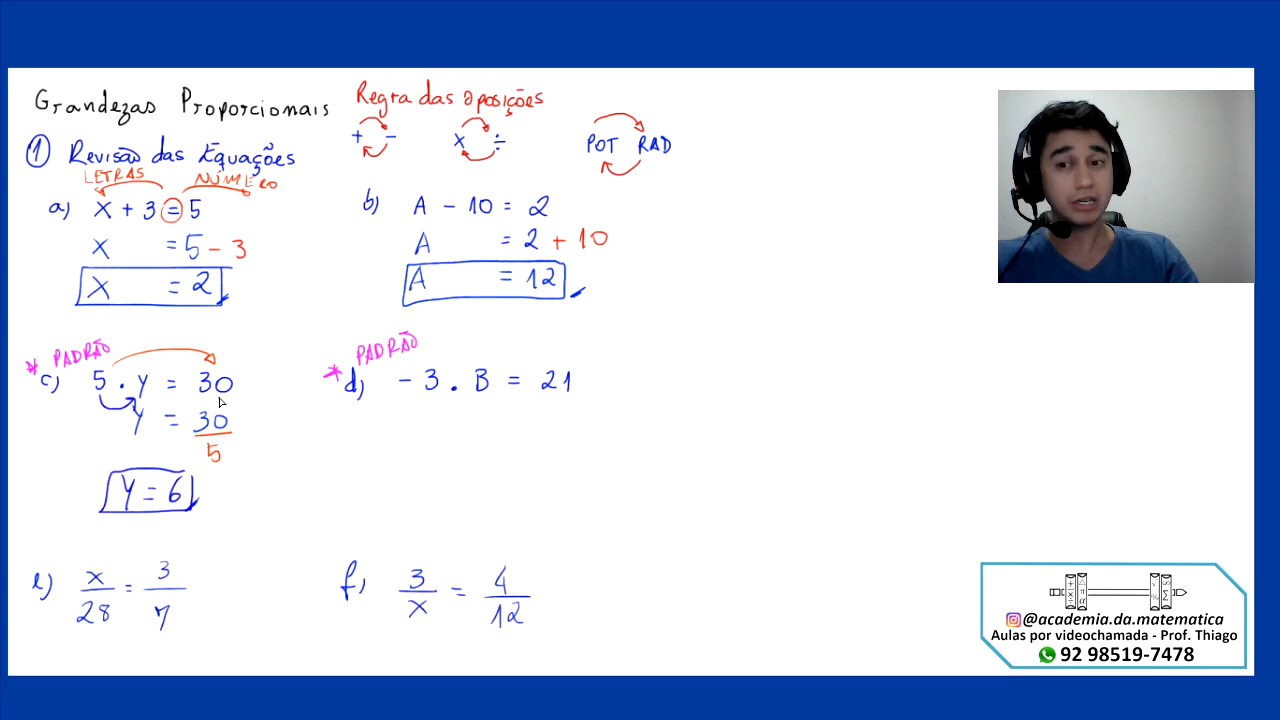 Grandezas Proporcionais
Regra das oposições
+ -
x ÷
POT RAD
1 Revisão das Equações
LETRAS NÚMERO
a) X + 3 = 5
X = 5 - 3
X = 2
b) A - 10 = 2
A = 2 + 10
A = 12
* PADRÃO
c) 5 . Y = 30
Y = 30
5
Y = 6
* PADRÃO
d) - 3 . B = 21
e) x/28 = 3/7
f) 3/x = 4/12
@academia.da.matematica
Aulas por videochamada - Prof. Thiago
92 98519-7478